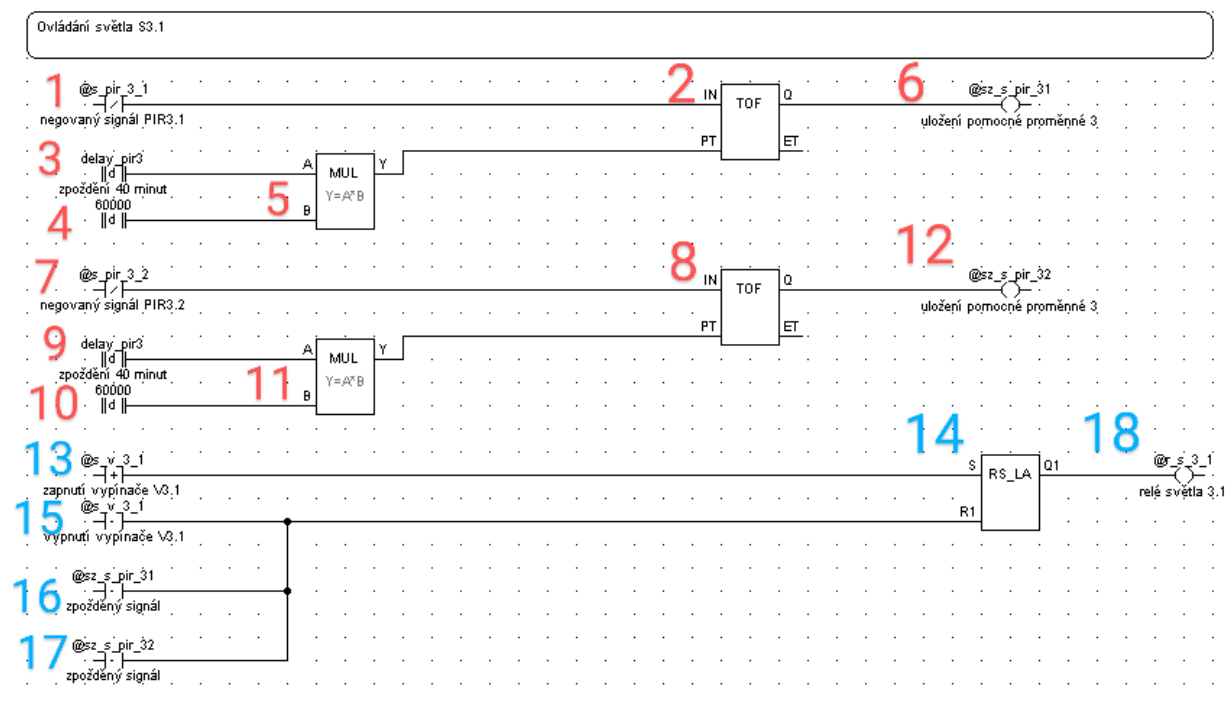 Ovládání světla S3.1
1
@s_pir_3_1
negovaný signál PIR3.1
2
IN
TOF
Q
PT
ET
6
@sz_s_pir_31
uložení pomocné proměnné 3
3
delay_pir3
d
zpoždění 40 minut
4
60000
d
5
A
MUL
Y
Y=A*B
B
7
@s_pir_3_2
negovaný signál PIR3.2
8
IN
TOF
Q
PT
ET
12
@sz_s_pir_32
uložení pomocné proměnné 3
9
delay_pir3
d
zpoždění 40 minut
10
60000
d
11
A
MUL
Y
Y=A*B
B
13
@s_v_3_1
+
zapnutí vypínače V3.1
14
S
RS_LA
Q1
R1
18
@r_s_3_1
relé světla 3.1
15
@s_v_3_1
-
vypnutí vypínače V3.1
16
@sz_s_pir_31
-
zpožděný signál
17
@sz_s_pir_32
-
zpožděný signál